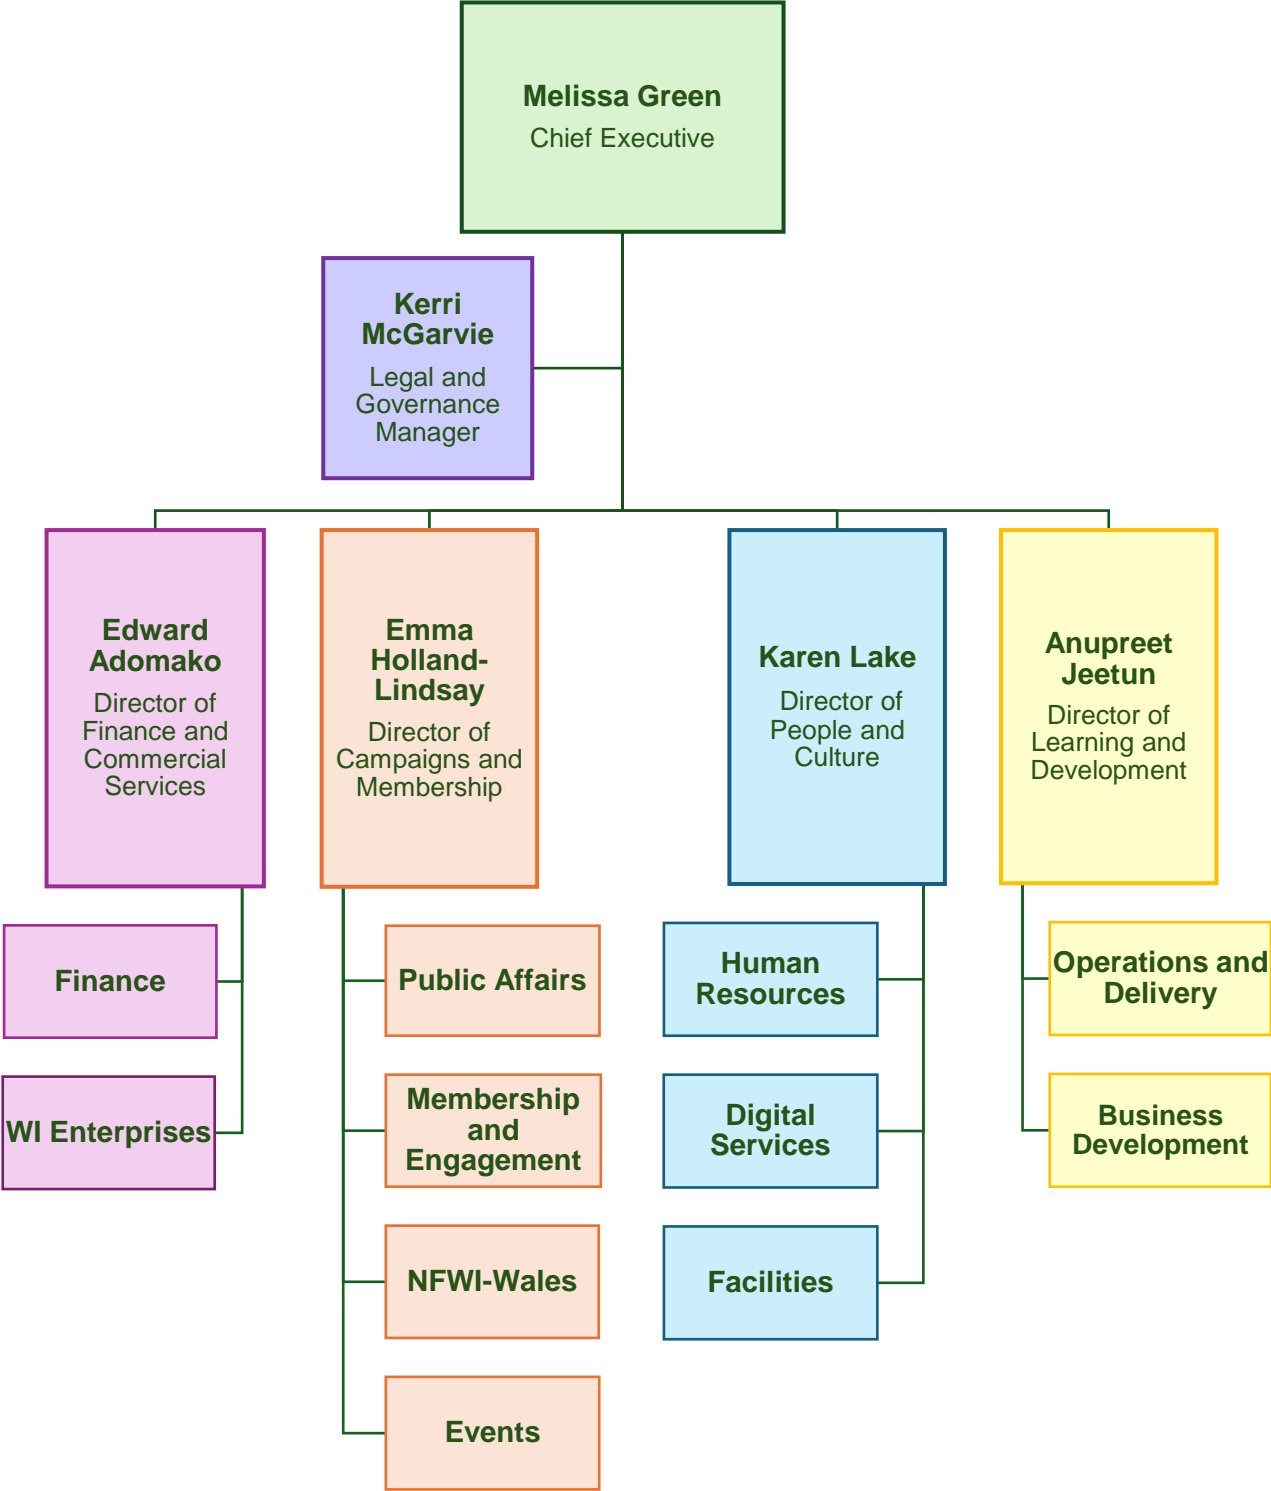 Melissa Green
Chief Executive
Kerri
McGarvie
Legal and
Governance
Manager
Edward
Adomako
Director of
Finance and
Commercial
Services
Emma
Holland-
Lindsay
Director of
Campaigns and
Membership
Karen Lake
Director of
People and
Culture
Anupreet
Jeetun
Director of
Learning and
Development
Finance
WI Enterprises
Public Affairs
Membership
and
Engagement
NFWI-Wales
Events
Human
Resources
Digital
Services
Facilities
Operations and
Delivery
Business
Development